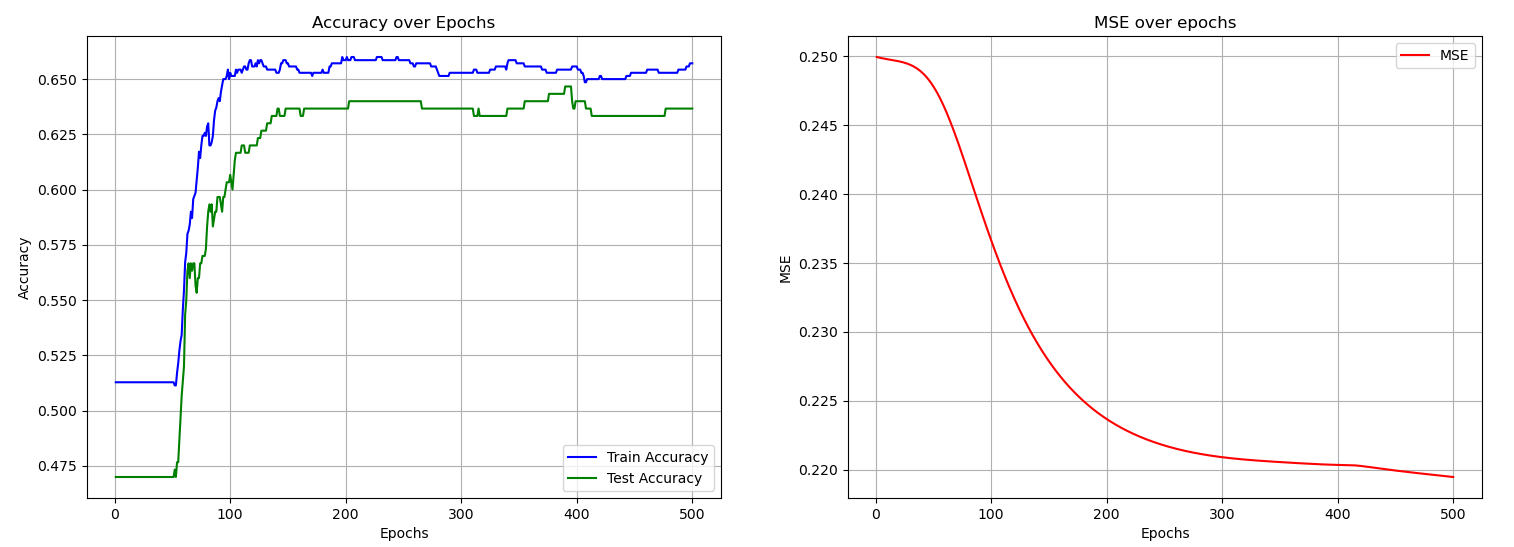 Accuracy over Epochs
Accuracy
0.650
0.625
0.600
0.575
0.550
0.525
0.500
0.475
Train Accuracy
Test Accuracy
0 100 200 300 400 500
Epochs
MSE over epochs
MSE
MSE
0.250
0.245
0.240
0.235
0.230
0.225
0.220
0 100 200 300 400 500
Epochs